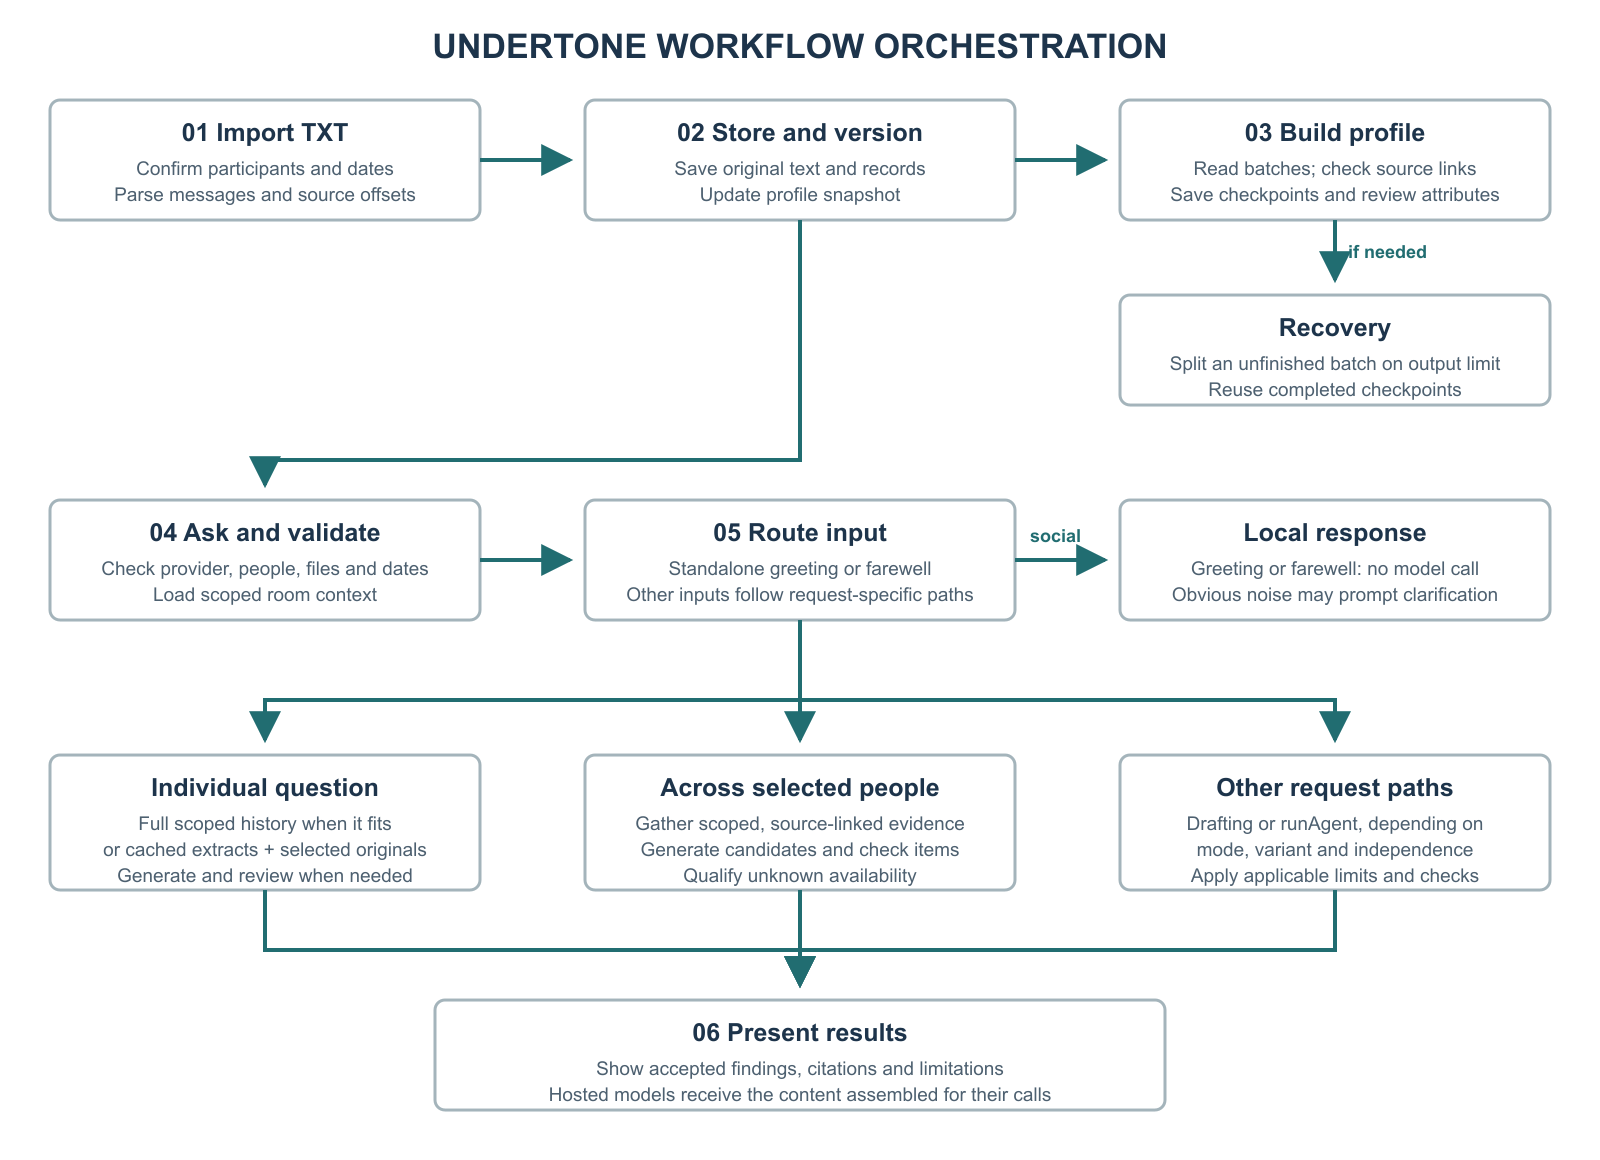 UNDERTONE WORKFLOW ORCHESTRATION
01 Import TXT
Confirm participants and dates
Parse messages and source offsets
02 Store and version
Save original text and records
Update profile snapshot
03 Build profile
Read batches; check source links
Save checkpoints and review attributes
if needed
Recovery
Split an unfinished batch on output limit
Reuse completed checkpoints
04 Ask and validate
Check provider, people, files and dates
Load scoped room context
05 Route input
Standalone greeting or farewell
Other inputs follow request-specific paths
social
Local response
Greeting or farewell: no model call
Obvious noise may prompt clarification
Individual question
Full scoped history when it fits
or cached extracts + selected originals
Generate and review when needed
Across selected people
Gather scoped, source-linked evidence
Generate candidates and check items
Qualify unknown availability
Other request paths
Drafting or runAgent, depending on
mode, variant and independence
Apply applicable limits and checks
06 Present results
Show accepted findings, citations and limitations
Hosted models receive the content assembled for their calls